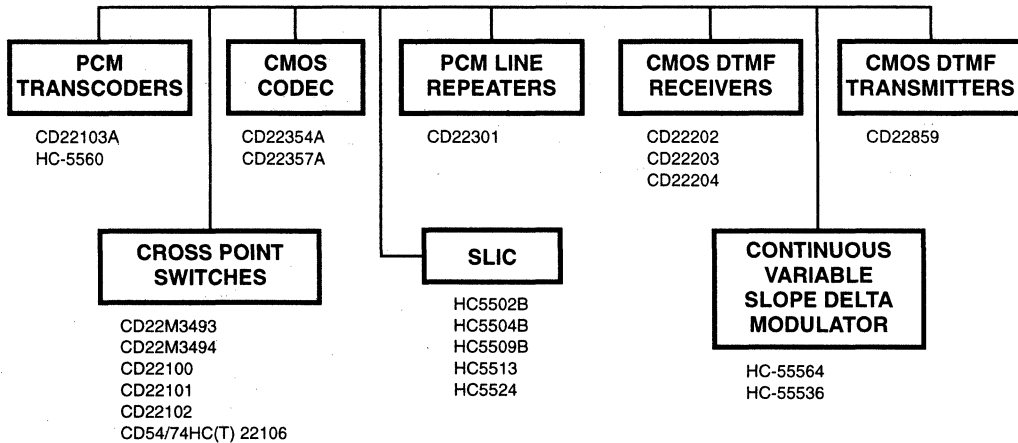 PCM
TRANSCODERS
CD22103A
HC-5560
CMOS
CODEC
CD22354A
CD22357A
PCM LINE
REPEATERS
CD22301
CMOS DTMF
RECEIVERS
CD22202
CD22203
CD22204
CMOS DTMF
TRANSMITTERS
CD22859
CROSS POINT
SWITCHES
CD22M3493
CD22M3494
CD22100
CD22101
CD22102
CD54/74HC(T) 22106
SLIC
HC5502B
HC5504B
HC5509B
HC5513
HC5524
CONTINUOUS
VARIABLE
SLOPE DELTA
MODULATOR
HC-55564
HC-55536